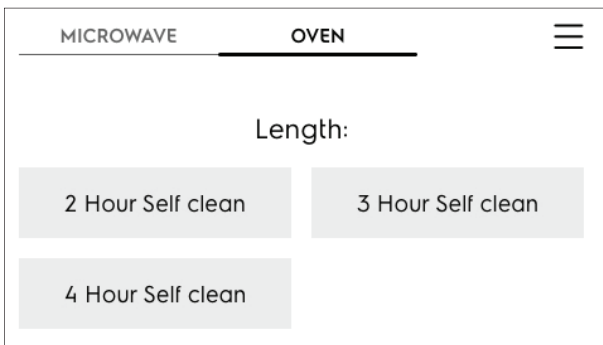 MICROWAVE OVEN
Length:
2 Hour Self clean 3 Hour Self clean
4 Hour Self clean